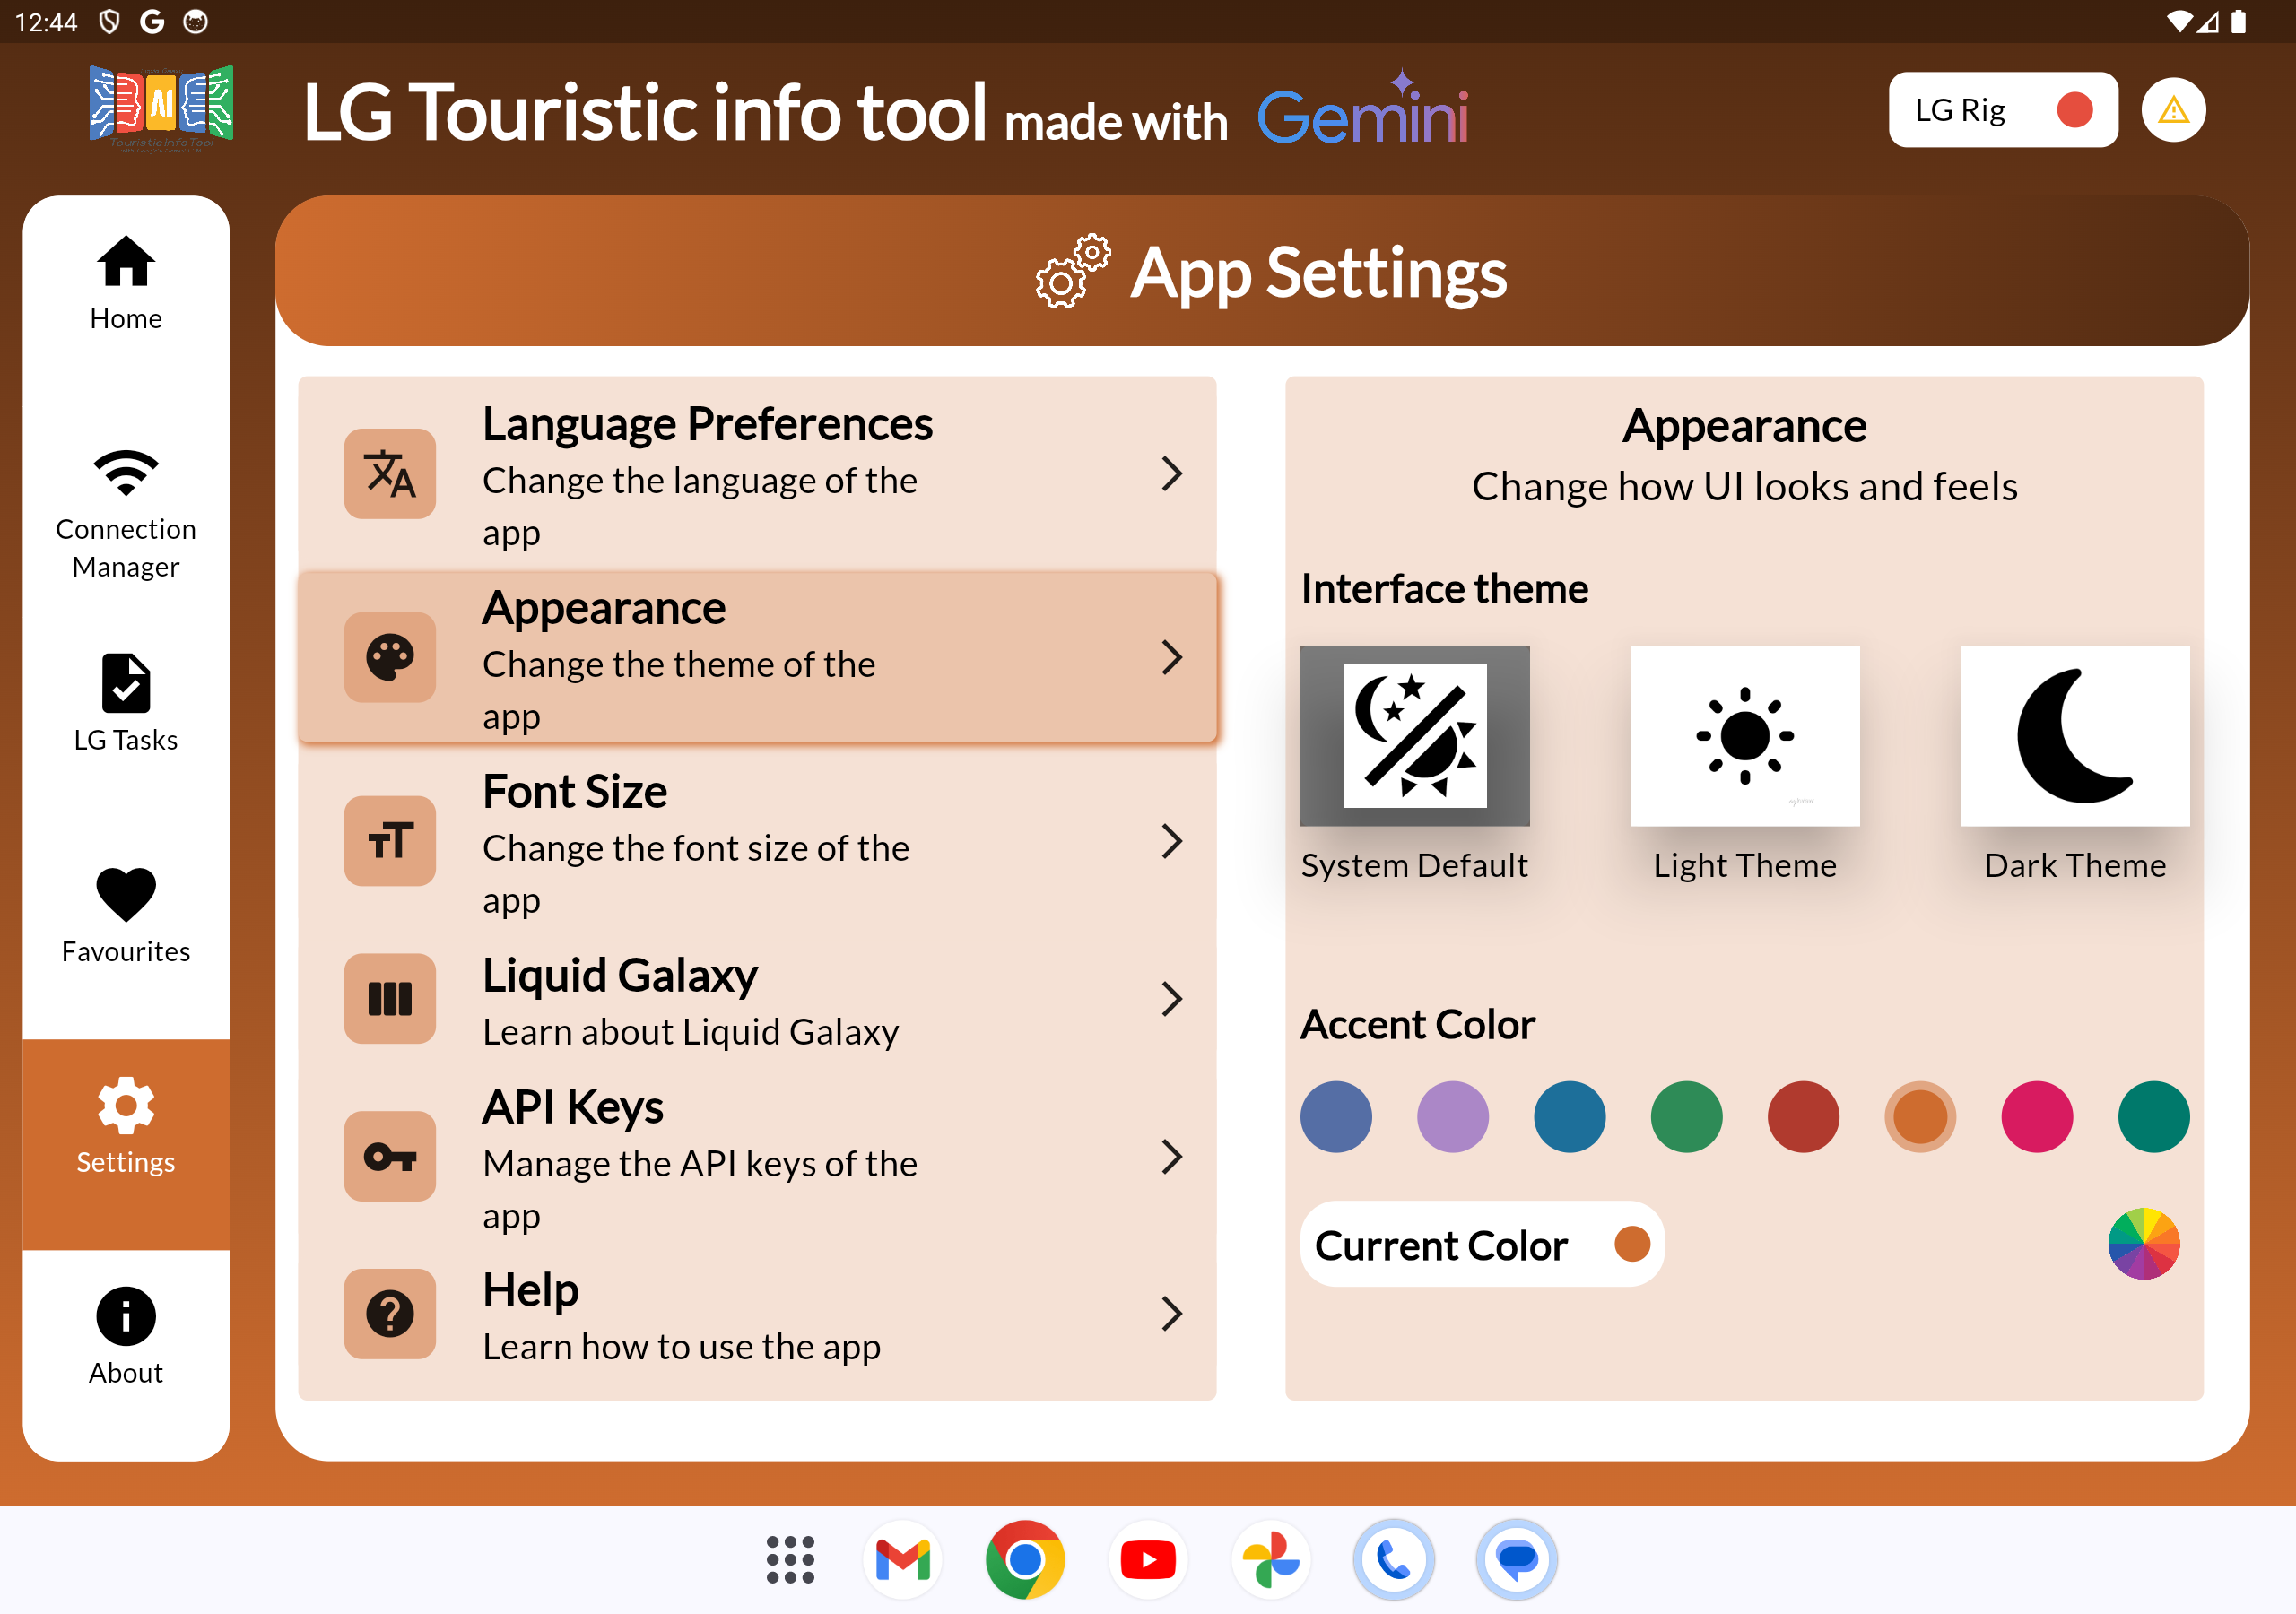 12:44
AI
Touristic Info Tool
LG Touristic info tool made with Gemini
LG Rig
Home
Connection
Manager
LG Tasks
Favourites
Settings
About
App Settings
Language Preferences
Change the language of the
app
Appearance
Change the theme of the
app
Font Size
Change the font size of the
app
Liquid Galaxy
Learn about Liquid Galaxy
API Keys
Manage the API keys of the
app
Help
Learn how to use the app
Appearance
Change how UI looks and feels
Interface theme
System Default
Light Theme
Dark Theme
Accent Color
Current Color